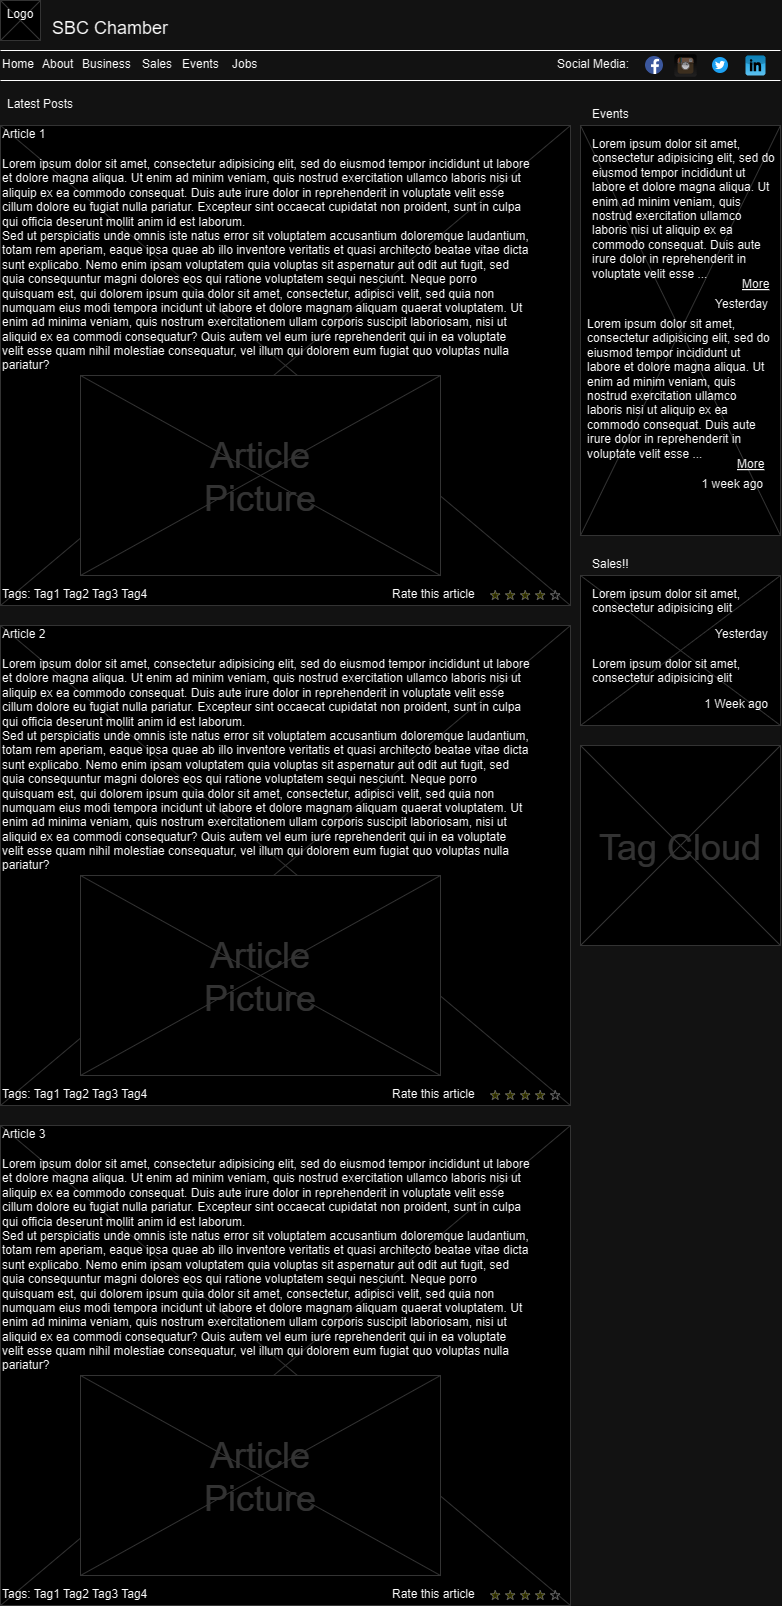 Logo
SBC Chamber
Home About Business Sales Events Jobs Social Media:
Latest Posts
Article 1
Lorem ipsum dolor sit amet, consectetur adipisicing elit, sed do eiusmod tempor incididunt ut labore
et dolore magna aliqua. Ut enim ad minim veniam, quis nostrud exercitation ullamco laboris nisi ut
aliquip ex ea commodo consequat. Duis aute irure dolor in reprehenderit in voluptate velit esse
cillum dolore eu fugiat nulla pariatur. Excepteur sint occaecat cupidatat non proident, sunt in culpa
qui officia deserunt mollit anim id est laborum.
Sed ut perspiciatis unde omnis iste natus error sit voluptatem accusantium doloremque laudantium,
totam rem aperiam, eaque ipsa quae ab illo inventore veritatis et quasi architecto beatae vitae dicta
sunt explicabo. Nemo enim ipsam voluptatem quia voluptas sit aspernatur aut odit aut fugit, sed
quia consequuntur magni dolores eos qui ratione voluptatem sequi nesciunt. Neque porro
quisquam est, qui dolorem ipsum quia dolor sit amet, consectetur, adipisci velit, sed quia non
numquam eius modi tempora incidunt ut labore et dolore magnam aliquam quaerat voluptatem. Ut
enim ad minima veniam, quis nostrum exercitationem ullam corporis suscipit laboriosam, nisi ut
aliquid ex ea commodi consequatur? Quis autem vel eum iure reprehenderit qui in ea voluptate
velit esse quam nihil molestiae consequatur, vel illum qui dolorem eum fugiat quo voluptas nulla
pariatur?
Article
Picture
Tags: Tag1 Tag2 Tag3 Tag4 Rate this article
Article 2
Lorem ipsum dolor sit amet, consectetur adipisicing elit, sed do eiusmod tempor incididunt ut labore
et dolore magna aliqua. Ut enim ad minim veniam, quis nostrud exercitation ullamco laboris nisi ut
aliquip ex ea commodo consequat. Duis aute irure dolor in reprehenderit in voluptate velit esse
cillum dolore eu fugiat nulla pariatur. Excepteur sint occaecat cupidatat non proident, sunt in culpa
qui officia deserunt mollit anim id est laborum.
Sed ut perspiciatis unde omnis iste natus error sit voluptatem accusantium doloremque laudantium,
totam rem aperiam, eaque ipsa quae ab illo inventore veritatis et quasi architecto beatae vitae dicta
sunt explicabo. Nemo enim ipsam voluptatem quia voluptas sit aspernatur aut odit aut fugit, sed
quia consequuntur magni dolores eos qui ratione voluptatem sequi nesciunt. Neque porro
quisquam est, qui dolorem ipsum quia dolor sit amet, consectetur, adipisci velit, sed quia non
numquam eius modi tempora incidunt ut labore et dolore magnam aliquam quaerat voluptatem. Ut
enim ad minima veniam, quis nostrum exercitationem ullam corporis suscipit laboriosam, nisi ut
aliquid ex ea commodi consequatur? Quis autem vel eum iure reprehenderit qui in ea voluptate
velit esse quam nihil molestiae consequatur, vel illum qui dolorem eum fugiat quo voluptas nulla
pariatur?
Article
Picture
Tags: Tag1 Tag2 Tag3 Tag4 Rate this article
Article 3
Lorem ipsum dolor sit amet, consectetur adipisicing elit, sed do eiusmod tempor incididunt ut labore
et dolore magna aliqua. Ut enim ad minim veniam, quis nostrud exercitation ullamco laboris nisi ut
aliquip ex ea commodo consequat. Duis aute irure dolor in reprehenderit in voluptate velit esse
cillum dolore eu fugiat nulla pariatur. Excepteur sint occaecat cupidatat non proident, sunt in culpa
qui officia deserunt mollit anim id est laborum.
Sed ut perspiciatis unde omnis iste natus error sit voluptatem accusantium doloremque laudantium,
totam rem aperiam, eaque ipsa quae ab illo inventore veritatis et quasi architecto beatae vitae dicta
sunt explicabo. Nemo enim ipsam voluptatem quia voluptas sit aspernatur aut odit aut fugit, sed
quia consequuntur magni dolores eos qui ratione voluptatem sequi nesciunt. Neque porro
quisquam est, qui dolorem ipsum quia dolor sit amet, consectetur, adipisci velit, sed quia non
numquam eius modi tempora incidunt ut labore et dolore magnam aliquam quaerat voluptatem. Ut
enim ad minima veniam, quis nostrum exercitationem ullam corporis suscipit laboriosam, nisi ut
aliquid ex ea commodi consequatur? Quis autem vel eum iure reprehenderit qui in ea voluptate
velit esse quam nihil molestiae consequatur, vel illum qui dolorem eum fugiat quo voluptas nulla
pariatur?
Article
Picture
Tags: Tag1 Tag2 Tag3 Tag4 Rate this article
Events
Lorem ipsum dolor sit amet,
consectetur adipisicing elit, sed do
eiusmod tempor incididunt ut
labore et dolore magna aliqua. Ut
enim ad minim veniam, quis
nostrud exercitation ullamco
laboris nisi ut aliquip ex ea
commodo consequat. Duis aute
irure dolor in reprehenderit in
voluptate velit esse ...
More
Yesterday
Lorem ipsum dolor sit amet,
consectetur adipisicing elit, sed do
eiusmod tempor incididunt ut
labore et dolore magna aliqua. Ut
enim ad minim veniam, quis
nostrud exercitation ullamco
laboris nisi ut aliquip ex ea
commodo consequat. Duis aute
irure dolor in reprehenderit in
voluptate velit esse ...
More
1 week ago
Sales!!
Lorem ipsum dolor sit amet,
consectetur adipisicing elit
Yesterday
Lorem ipsum dolor sit amet,
consectetur adipisicing elit
1 Week ago
Tag Cloud